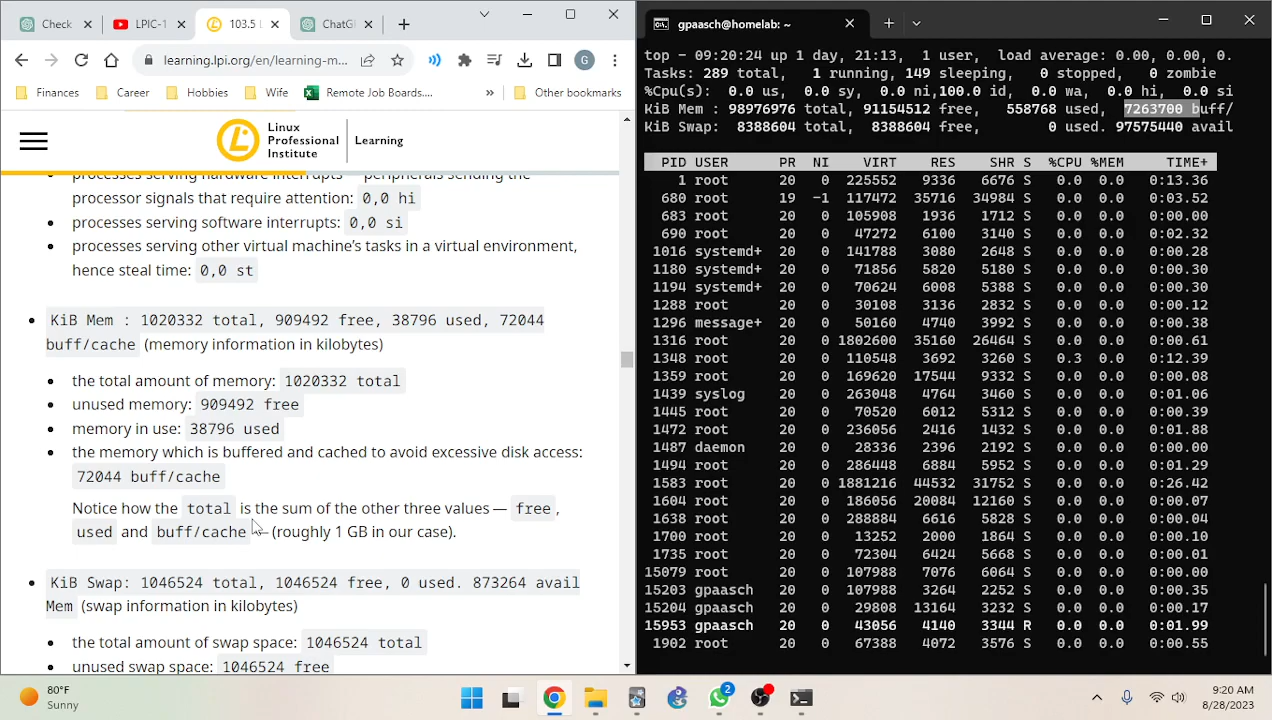 Check
LPIC-1
103.5 L
ChatGI
learning.lpi.org/en/learning-m...
G
Finances
Career
Hobbies
Wife
Remote Job Boards....
»
Other bookmarks
Linux
Professional
Institute
Learning
processes serving hardware interrupts — peripherals sending the
processor signals that require attention: 0,0 hi
processes serving software interrupts: 0,0 si
processes serving other virtual machine's tasks in a virtual environment,
hence steal time: 0,0 st
KiB Mem : 1020332 total, 909492 free, 38796 used, 72044
buff/cache (memory information in kilobytes)
the total amount of memory: 1020332 total
unused memory: 909492 free
memory in use: 38796 used
the memory which is buffered and cached to avoid excessive disk access:
72044 buff/cache
Notice how the total is the sum of the other three values — free,
used and buff/cache — (roughly 1 GB in our case).
KiB Swap: 1046524 total, 1046524 free, 0 used. 873264 avail
Mem (swap information in kilobytes)
the total amount of swap space: 1046524 total
unused swap space: 1046524 free
gpaasch@homelab: ~
top - 09:20:24 up 1 day, 21:13, 1 user, load average: 0.00, 0.00, 0.
Tasks: 289 total, 1 running, 149 sleeping, 0 stopped, 0 zombie
%Cpu(s): 0.0 us, 0.0 sy, 0.0 ni,100.0 id, 0.0 wa, 0.0 hi, 0.0 si
KiB Mem : 98976976 total, 91154512 free, 558768 used, 7263700 buff/
KiB Swap: 8388604 total, 8388604 free, 0 used. 97575440 avail
PID USER PR NI VIRT RES SHR S %CPU %MEM TIME+
1 root 20 0 225552 9336 6676 S 0.0 0.0 0:13.36
680 root 19 -1 117472 35716 34984 S 0.0 0.0 0:03.52
683 root 20 0 105908 1936 1712 S 0.0 0.0 0:00.00
690 root 20 0 47272 6100 3140 S 0.0 0.0 0:02.32
1016 systemd+ 20 0 141788 3080 2648 S 0.0 0.0 0:00.28
1180 systemd+ 20 0 71856 5820 5180 S 0.0 0.0 0:00.30
1194 systemd+ 20 0 70624 6008 5388 S 0.0 0.0 0:00.30
1288 root 20 0 30108 3136 2832 S 0.0 0.0 0:00.12
1296 message+ 20 0 50160 4740 3992 S 0.0 0.0 0:00.38
1316 root 20 0 1802600 35160 26464 S 0.0 0.0 0:00.61
1348 root 20 0 110548 3692 3260 S 0.3 0.0 0:12.39
1359 root 20 0 169620 17544 9332 S 0.0 0.0 0:00.08
1439 syslog 20 0 263048 4764 3460 S 0.0 0.0 0:01.06
1445 root 20 0 70520 6012 5312 S 0.0 0.0 0:00.39
1472 root 20 0 236056 2416 1432 S 0.0 0.0 0:01.88
1487 daemon 20 0 28336 2396 2192 S 0.0 0.0 0:00.00
1494 root 20 0 286448 6884 5952 S 0.0 0.0 0:01.29
1583 root 20 0 1881216 44532 31752 S 0.0 0.0 0:26.42
1604 root 20 0 186056 20084 12160 S 0.0 0.0 0:00.07
1638 root 20 0 288884 6616 5828 S 0.0 0.0 0:00.04
1700 root 20 0 13252 2000 1864 S 0.0 0.0 0:00.10
1735 root 20 0 72304 6424 5668 S 0.0 0.0 0:00.01
15079 root 20 0 107988 7076 6064 S 0.0 0.0 0:00.00
15203 gpaasch 20 0 107988 3264 2252 S 0.0 0.0 0:00.35
15204 gpaasch 20 0 29808 13164 3232 S 0.0 0.0 0:00.17
15953 gpaasch 20 0 43056 4140 3344 R 0.0 0.0 0:01.99
1902 root 20 0 67388 4072 3576 S 0.0 0.0 0:00.55
80°F
Sunny
2
9:20 AM
8/28/2023